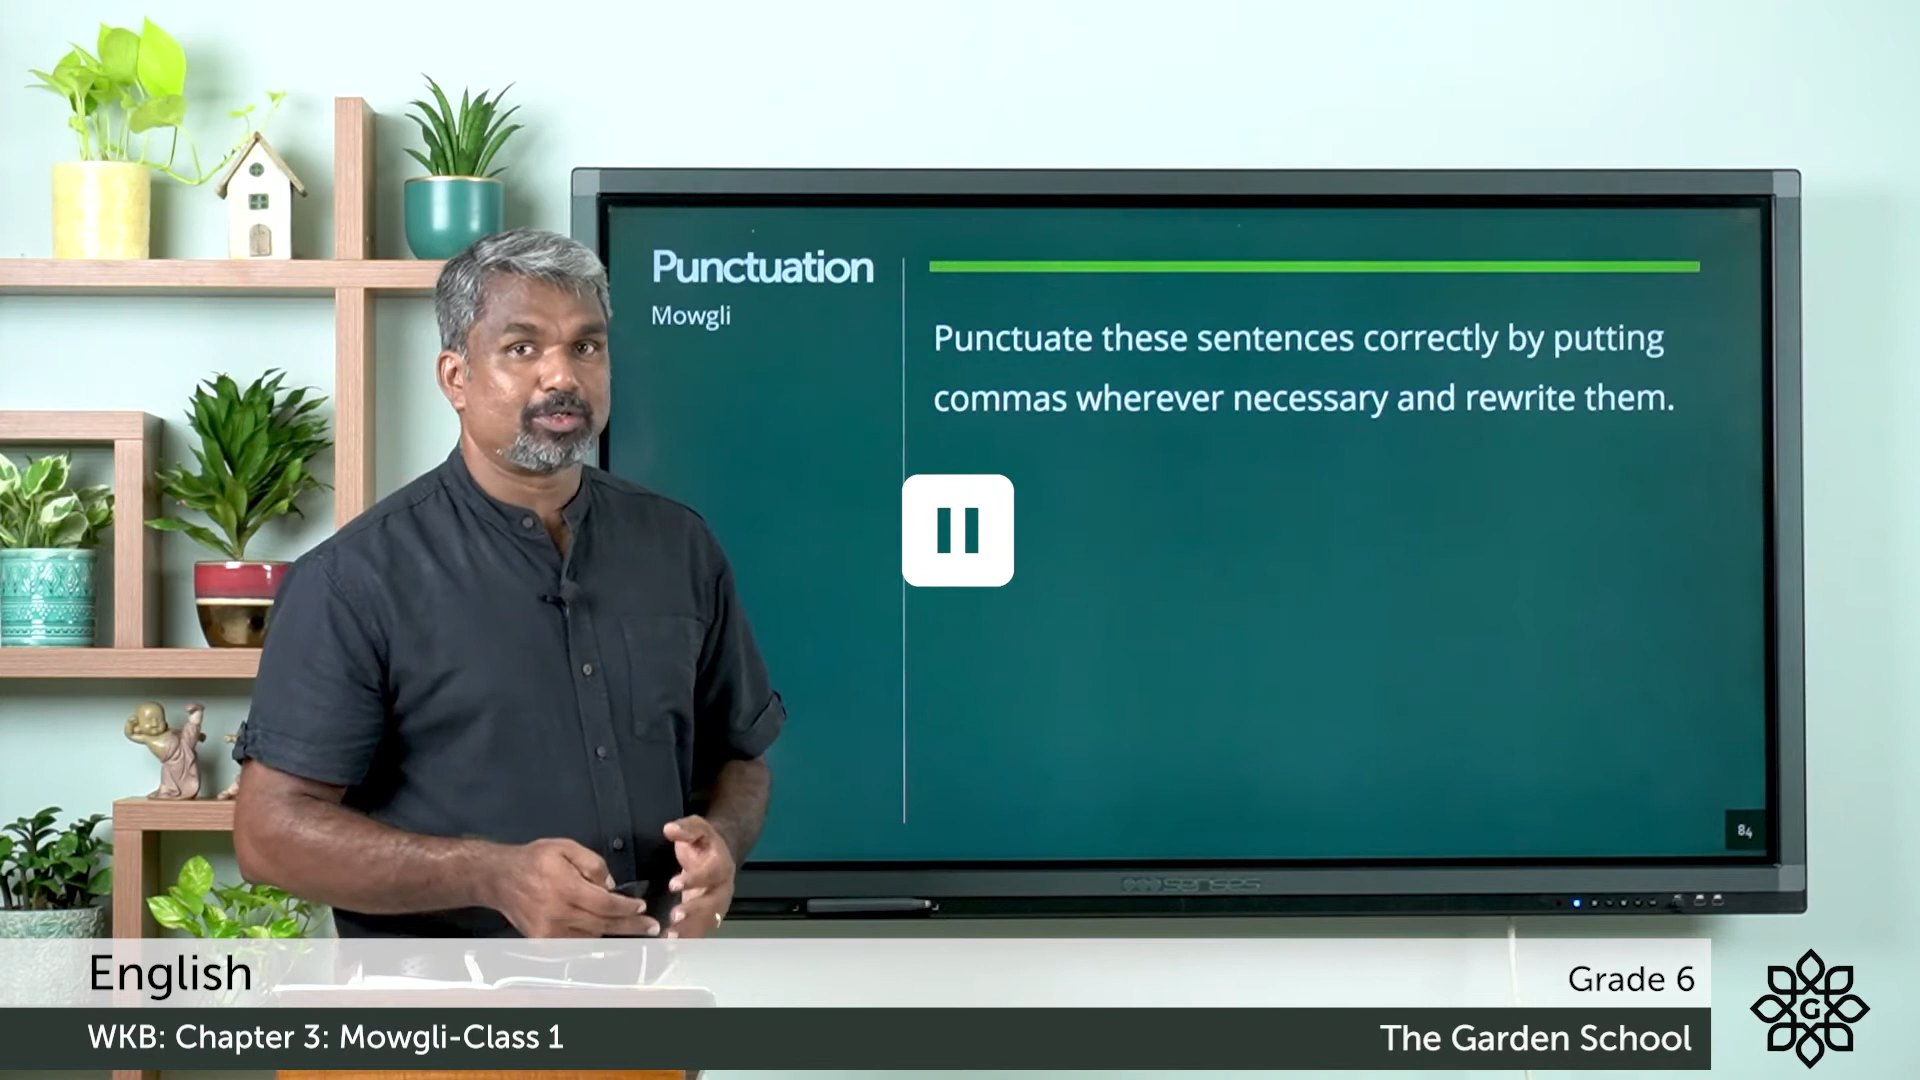 Punctuation
Mowgli
Punctuate these sentences correctly by putting
commas wherever necessary and rewrite them.
84
senses
English
Grade 6
WKB: Chapter 3: Mowgli-Class 1
The Garden School
G